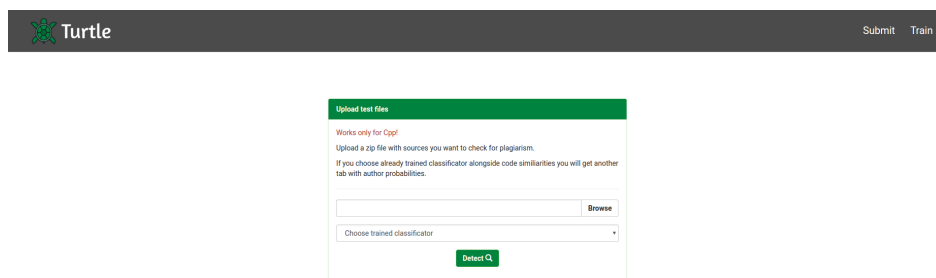 Turtle
Submit Train
Upload test files
Works only for Cpp!
Upload a zip file with sources you want to check for plagiarism.
If you choose already trained classificator alongside code similiarities you will get another
tab with author probabilities.
Browse
Choose trained classificator
Detect